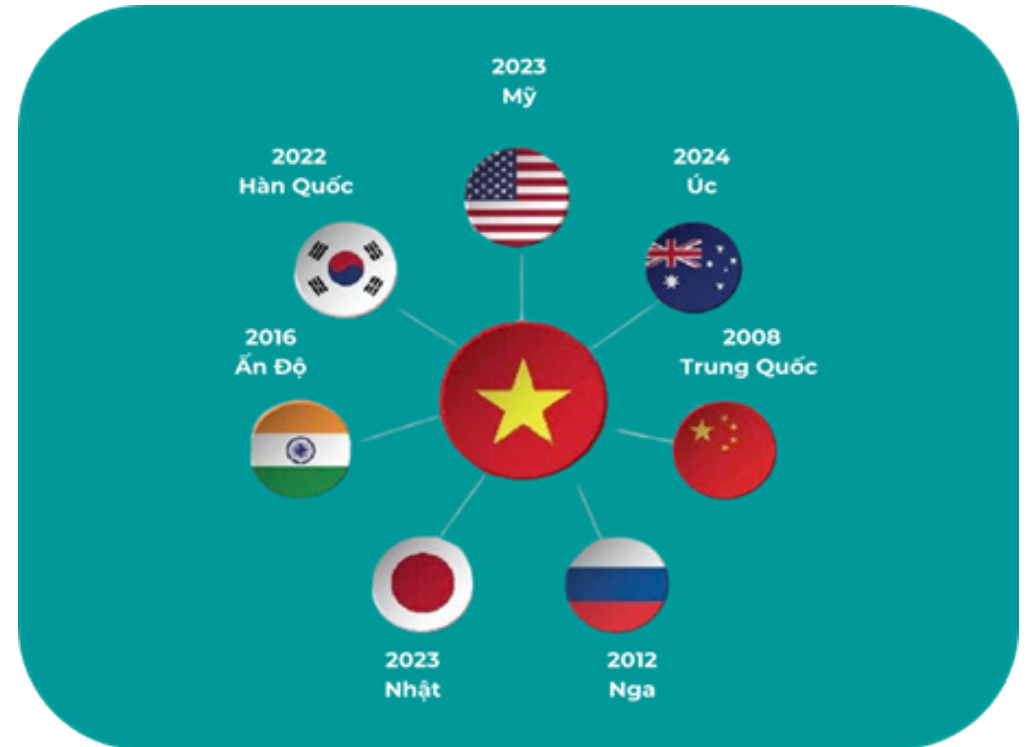 2023
Mỹ
2022
Hàn Quốc
2024
Úc
2016
Ấn Độ
2008
Trung Quốc
2023
Nhật
2012
Nga